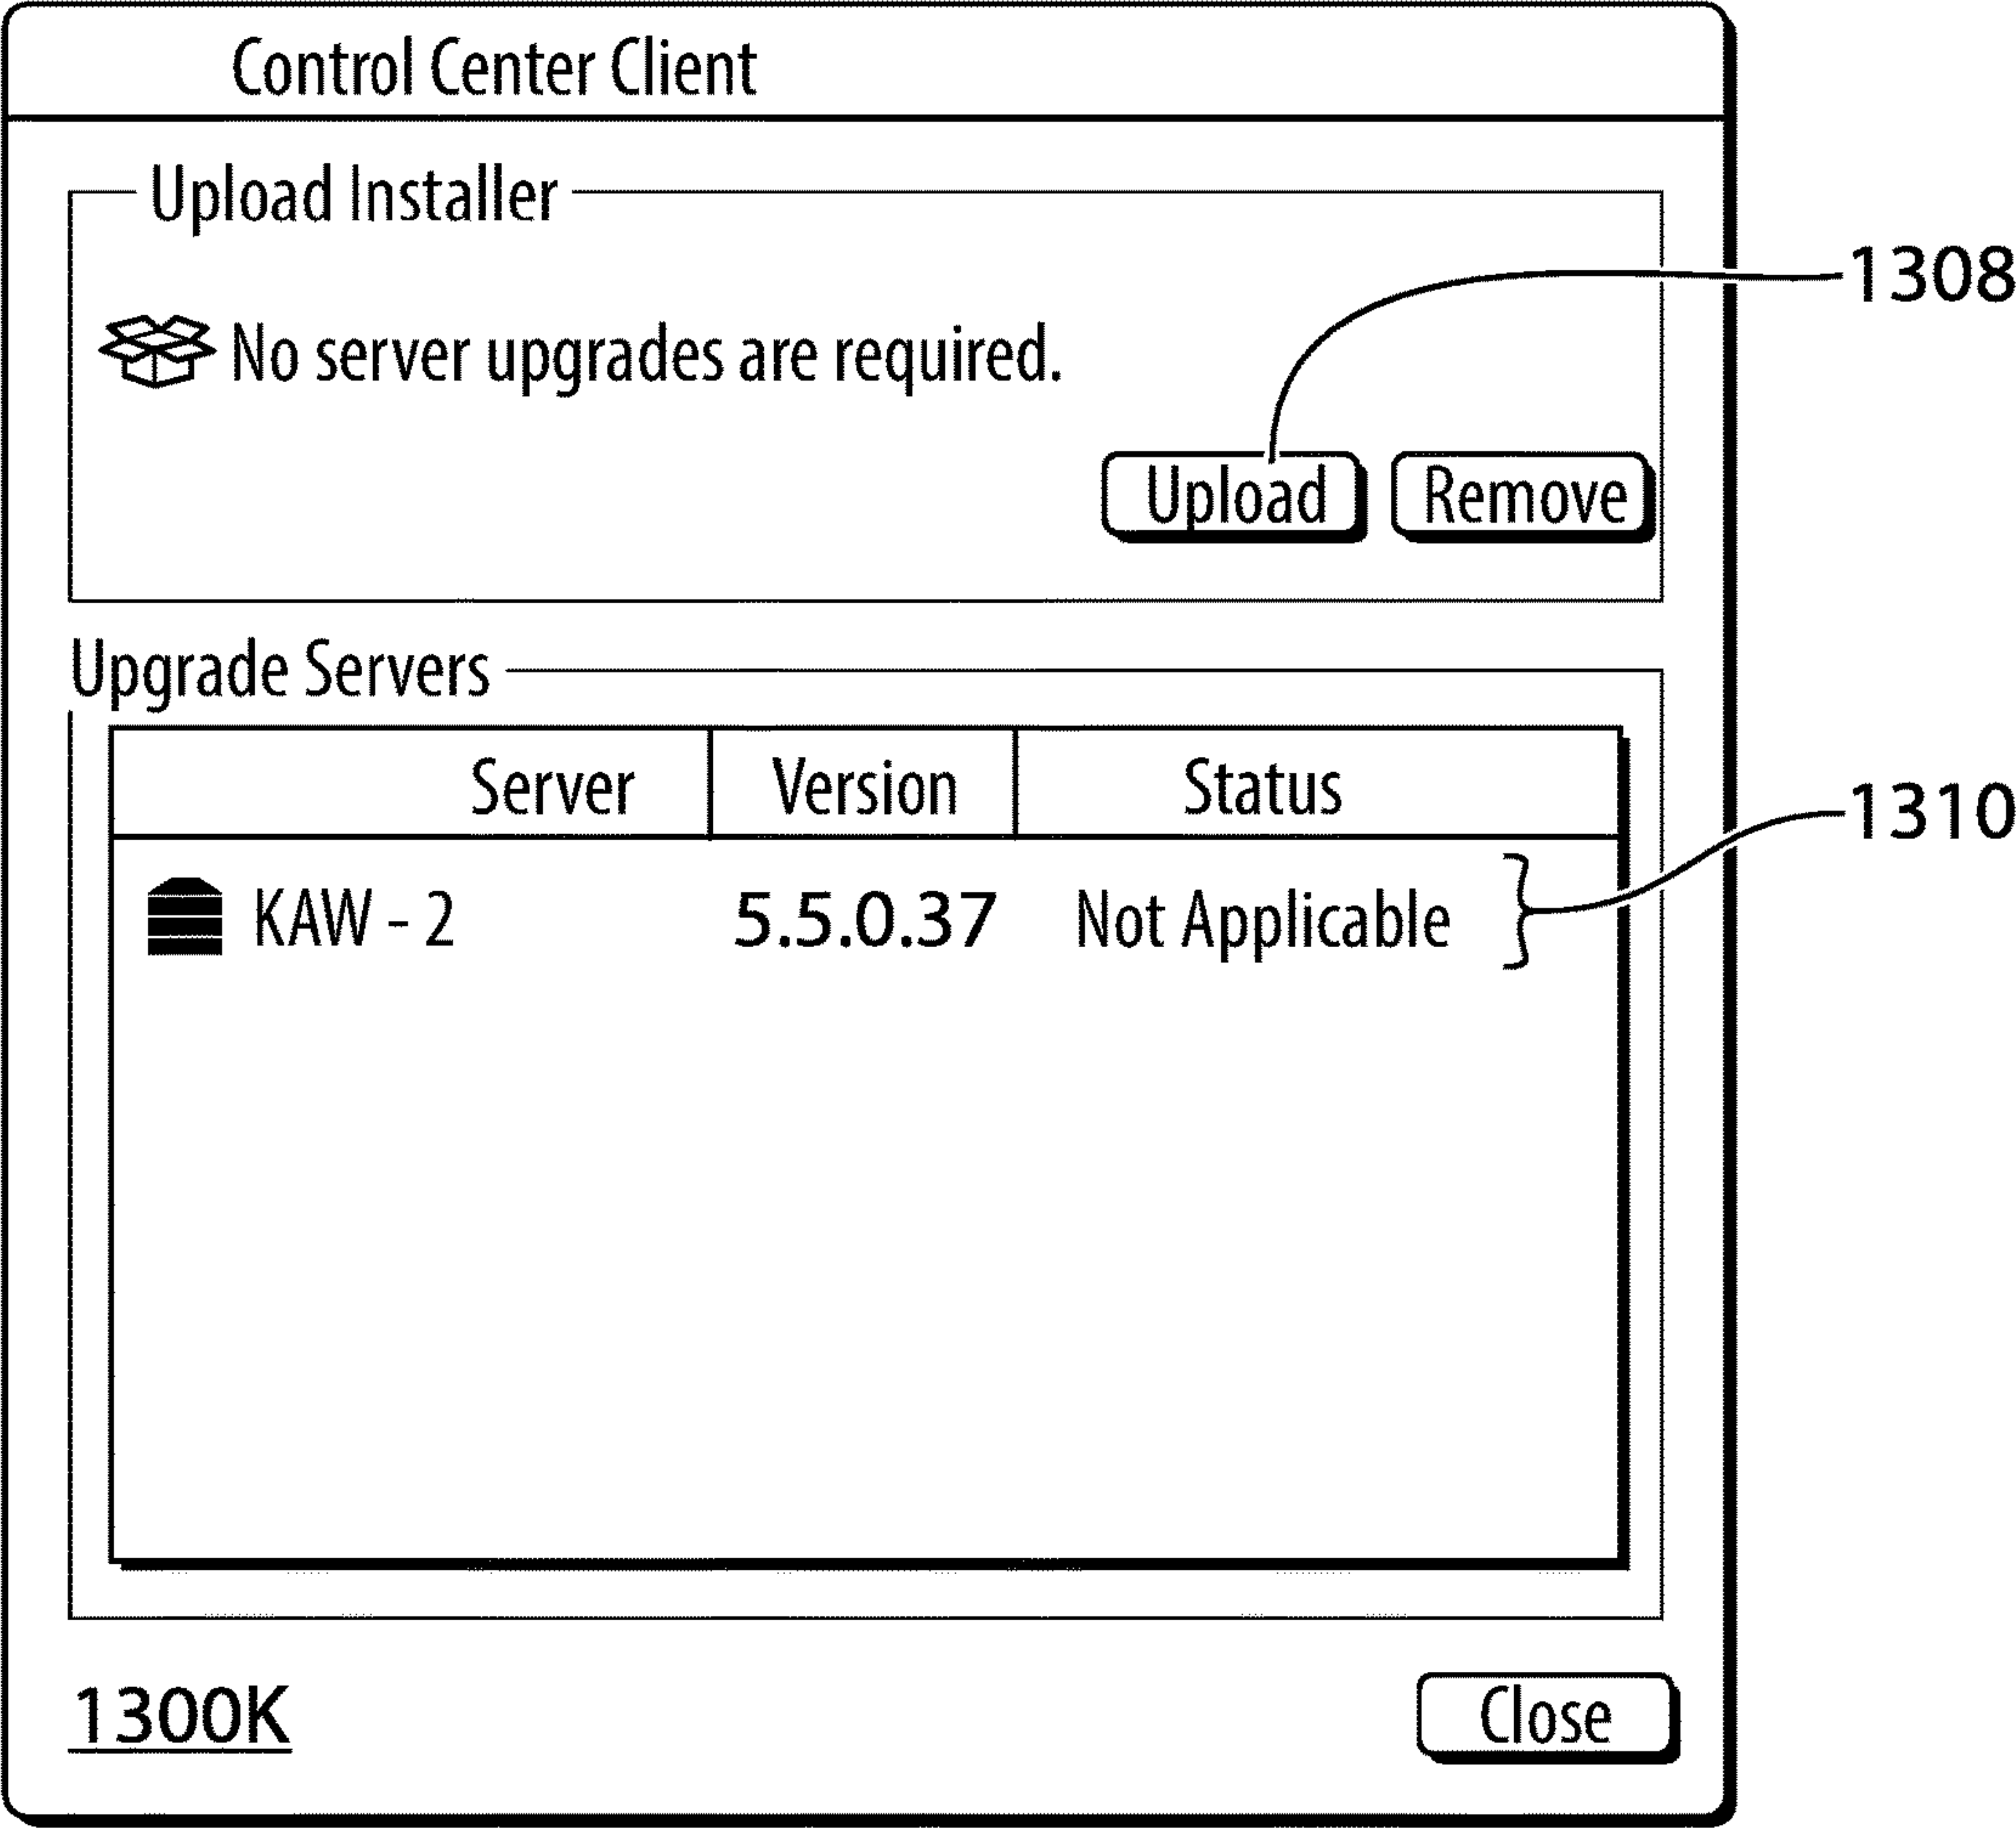 Control Center Client
Upload Installer
1308
No server upgrades are required.
Upload Remove
Upgrade Servers
Server Version Status
1310
KAW - 2 5.5.0.37 Not Applicable
1300K Close